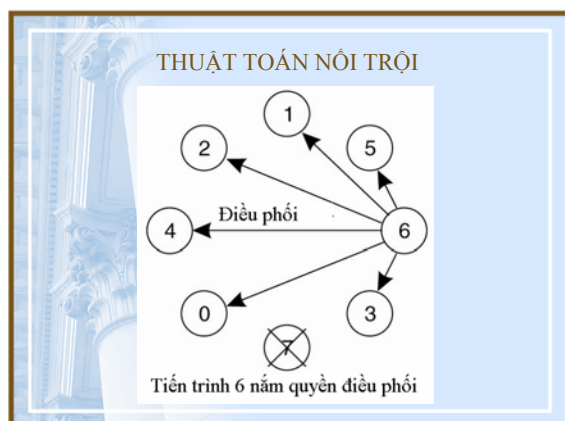 THUẬT TOÁN NỔI TRỘI
1
2
5
Điều phối
4
6
0
3
7
Tiến trình 6 nắm quyền điều phối